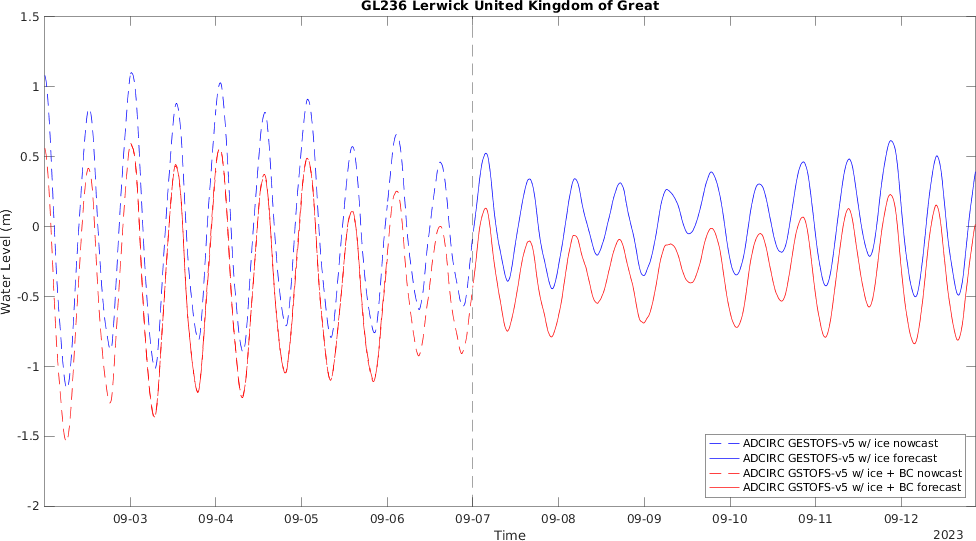 GL236 Lerwick United Kingdom of Great
1.5
1
0.5
0
-0.5
-1
-1.5
-2
Water Level (m)
09-03 09-04 09-05 09-06 09-07 09-08 09-09 09-10 09-11 09-12
Time
2023
ADCIRC GESTOFS-v5 w/ ice nowcast
ADCIRC GESTOFS-v5 w/ ice forecast
ADCIRC GSTOFS-v5 w/ ice + BC nowcast
ADCIRC GSTOFS-v5 w/ ice + BC forecast